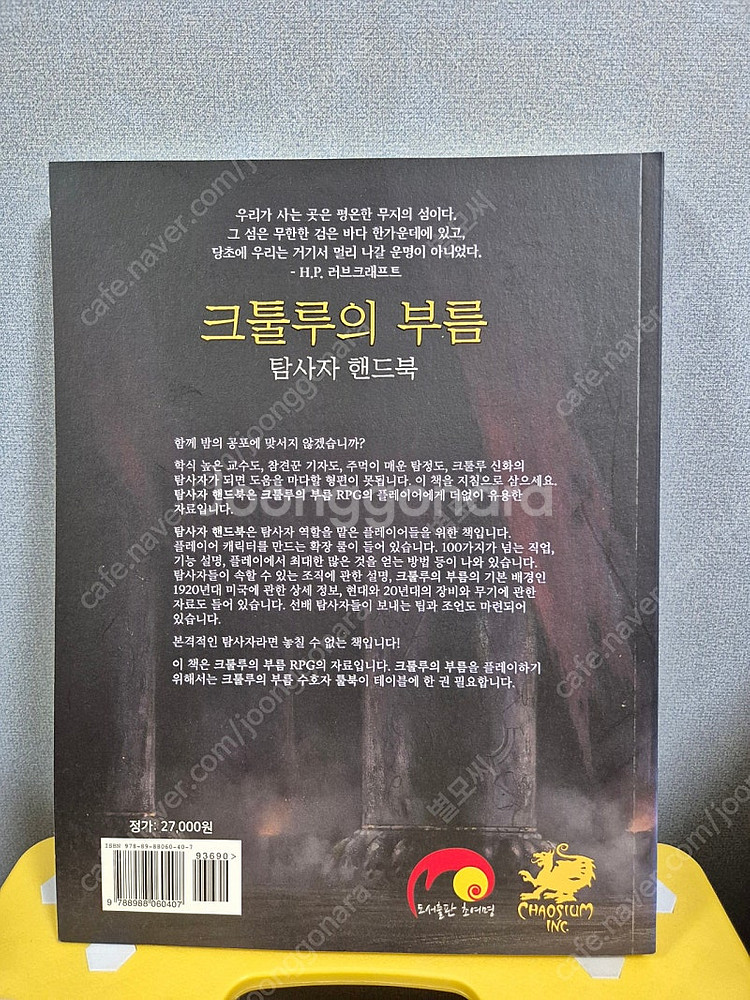 우리가 사는 곳은 평온한 무지의 섬이다.
그 섬은 무한한 검은 바다 한가운데에 있고,
당초에 우리는 거기서 멀리 나갈 운명이 아니었다.
- H.P. 러브크래프트
크툴루의 부름
탐사자 핸드북
함께 밤의 공포에 맞서지 않겠습니까?
학식 높은 교수도, 참견꾼 기자도, 주먹이 매운 탐정도, 크툴루 신화의
탐사자가 되면 도움을 마다할 형편이 못됩니다. 이 책을 지침으로 삼으세요.
탐사자 핸드북은 크툴루의 부름 RPG의 플레이어에게 더없이 유용한
자료입니다.
탐사자 핸드북은 탐사자 역할을 맡은 플레이어들을 위한 책입니다.
플레이어 캐릭터를 만드는 확장 룰이 들어 있습니다. 100가지가 넘는 직업,
기능 설명, 플레이에서 최대한 많은 것을 얻는 방법 등이 나와 있습니다.
탐사자들이 속할 수 있는 조직에 관한 설명, 크툴루의 부름의 기본 배경인
1920년대 미국에 관한 상세 정보, 현대와 20년대의 장비와 무기에 관한
자료도 들어 있습니다. 선배 탐사자들이 보내는 팁과 조언도 마련되어
있습니다.
본격적인 탐사자라면 놓칠 수 없는 책입니다!
이 책은 크툴루의 부름 RPG의 자료입니다. 크툴루의 부름을 플레이하기
위해서는 크툴루의 부름 수호자 룰북이 테이블에 한 권 필요합니다.
정가: 27,000원
ISBN 978-89-88060-40-7
93690>
9 788988 060407
도서출판 초여명
CHAOSIUM
INC.
joonggonara
cafe.naver.com/joonggonara
별모씨